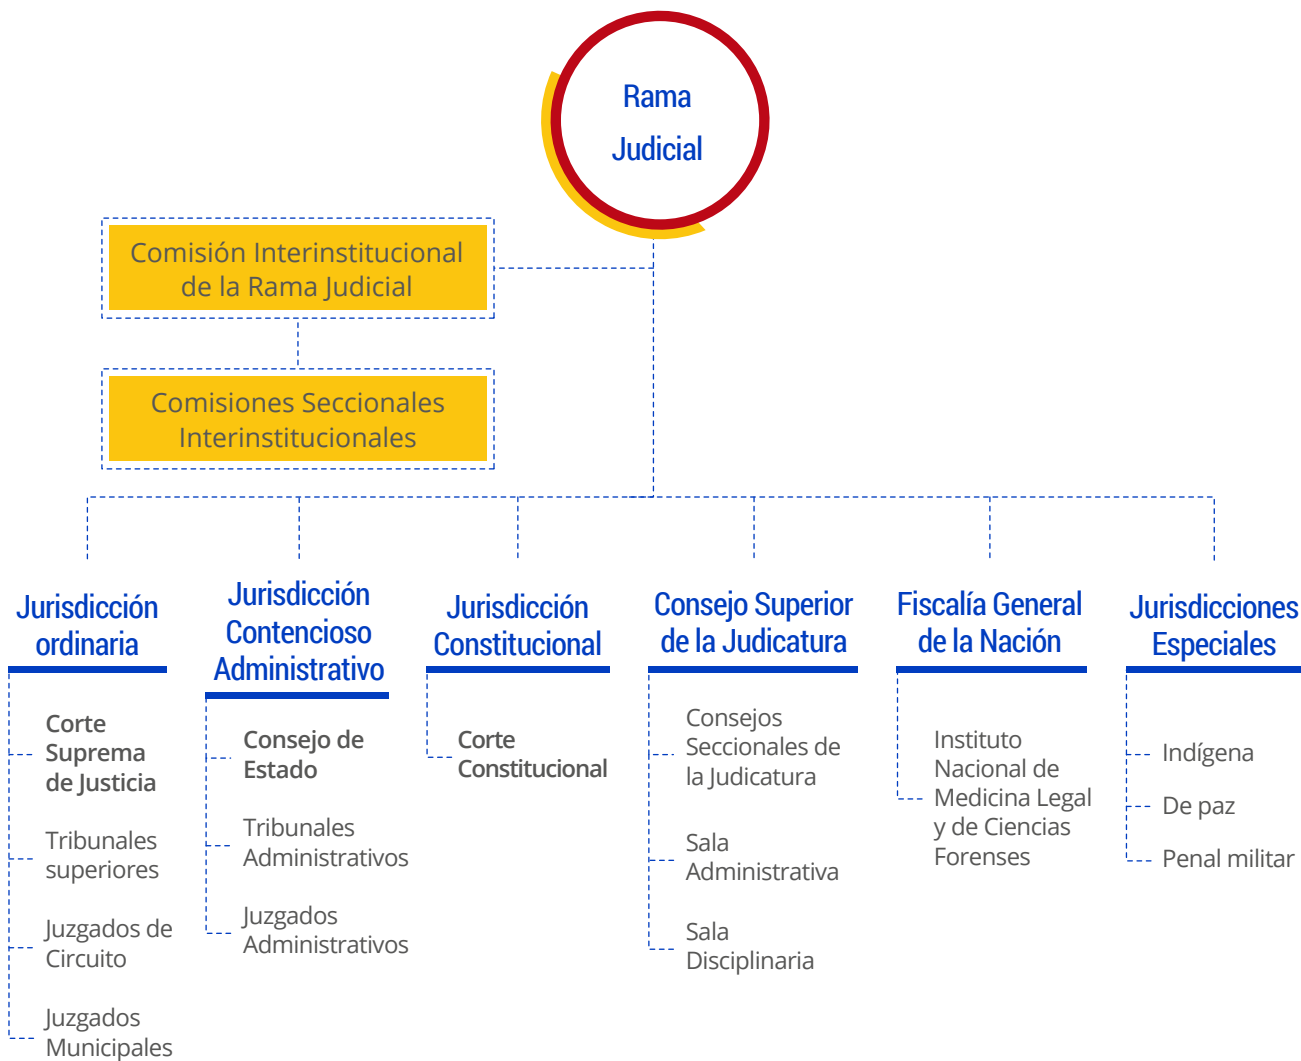 Rama
Judicial
Comisión Interinstitucional
de la Rama Judicial
Comisiones Seccionales
Interinstitucionales
Jurisdicción
ordinaria
Corte
Suprema
de Justicia
Tribunales
superiores
Juzgados de
Circuito
Juzgados
Municipales
Jurisdicción
Contencioso
Administrativo
Consejo de
Estado
Tribunales
Administrativos
Juzgados
Administrativos
Jurisdicción
Constitucional
Corte
Constitucional
Consejo Superior
de la Judicatura
Consejos
Seccionales de
la Judicatura
Sala
Administrativa
Sala
Disciplinaria
Fiscalía General
de la Nación
Instituto
Nacional de
Medicina Legal
y de Ciencias
Forenses
Jurisdicciones
Especiales
Indígena
De paz
Penal militar